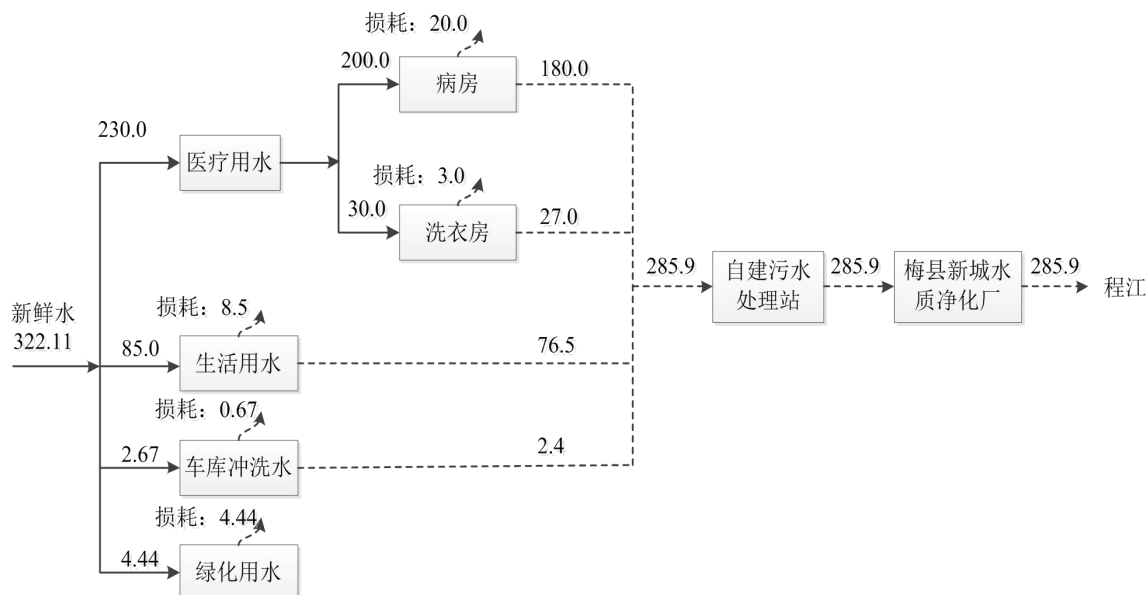 损耗：20.0
200.0
病房
180.0
230.0
医疗用水
损耗：3.0
30.0
洗衣房
27.0
285.9
自建污水
处理站
285.9
梅县新城水
质净化厂
285.9
程江
新鲜水
322.11
损耗：8.5
85.0
生活用水
76.5
损耗：0.67
2.67
车库冲洗水
2.4
损耗：4.44
4.44
绿化用水